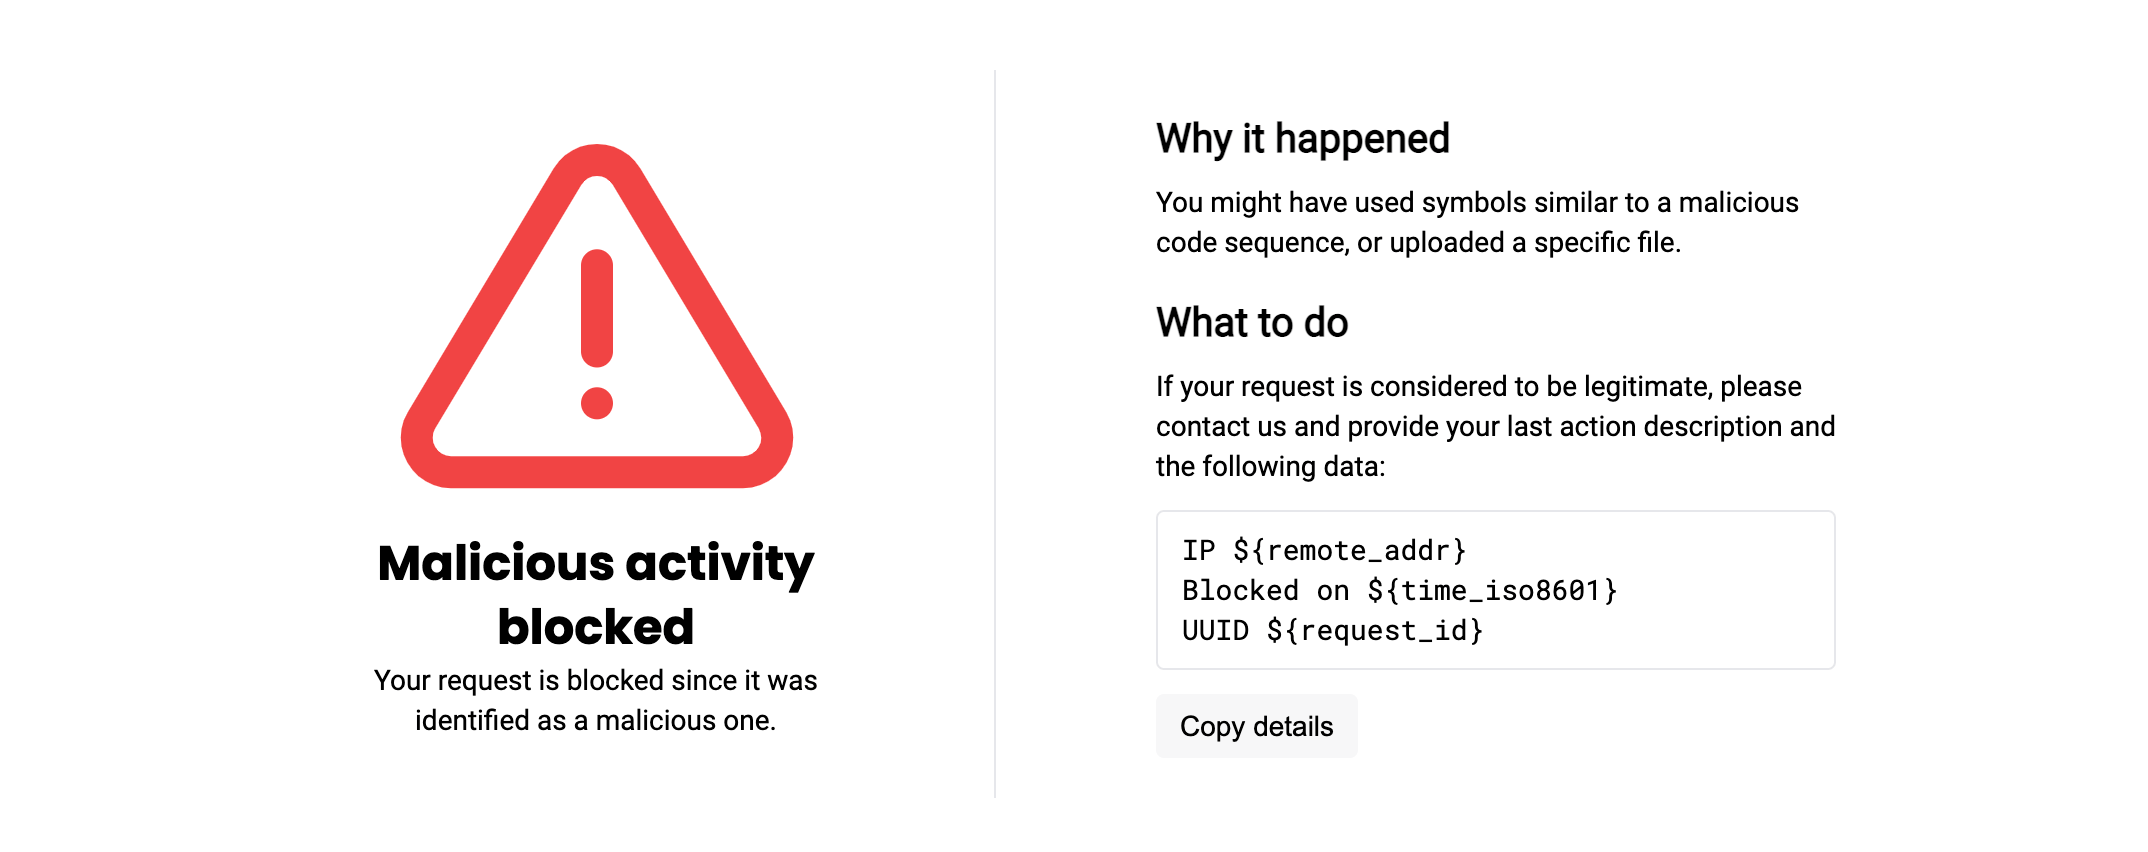 Malicious activity
blocked
Your request is blocked since it was
identified as a malicious one.
Why it happened
You might have used symbols similar to a malicious
code sequence, or uploaded a specific file.
What to do
If your request is considered to be legitimate, please
contact us and provide your last action description and
the following data:
IP ${remote_addr}
Blocked on ${time_iso8601}
UUID ${request_id}
Copy details